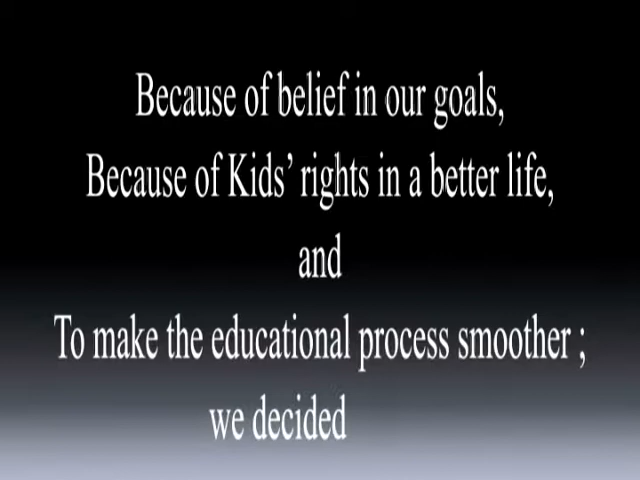 Because of belief in our goals,
Because of Kids’ rights in a better life,
and
To make the educational process smoother ;
we decided